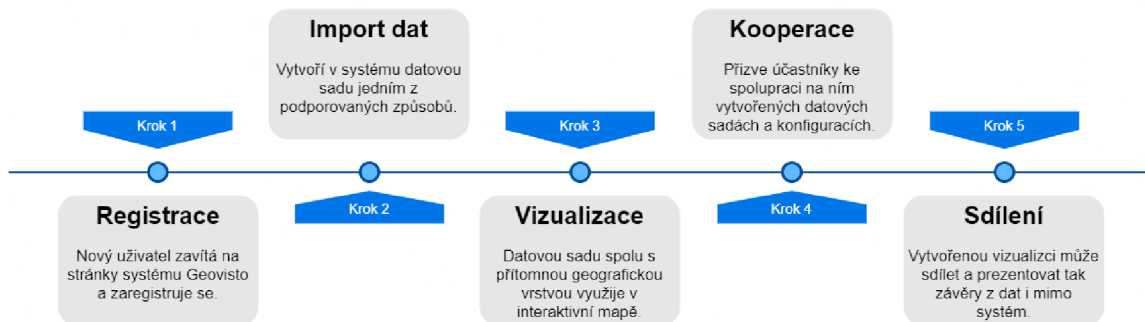 Krok 1
Registrace
Nový uživatel zavítá na
stránky systému Geovisto
a zaregistruje se.
Import dat
Vytvoří v systému datovou
sadu jedním z
podporovaných způsobů.
Krok 2
Krok 3
Vizualizace
Datovou sadu spolu s
přítomnou geografickou
vrstvou využije v
interaktivní mapě.
Kooperace
Přizve účastníky ke
spolupraci na ním
vytvořených datových
sadách a konfiguracích.
Krok 4
Krok 5
Sdílení
Vytvořenou vizualizci může
sdílet a prezentovat tak
závěry z dat i mimo
systém.